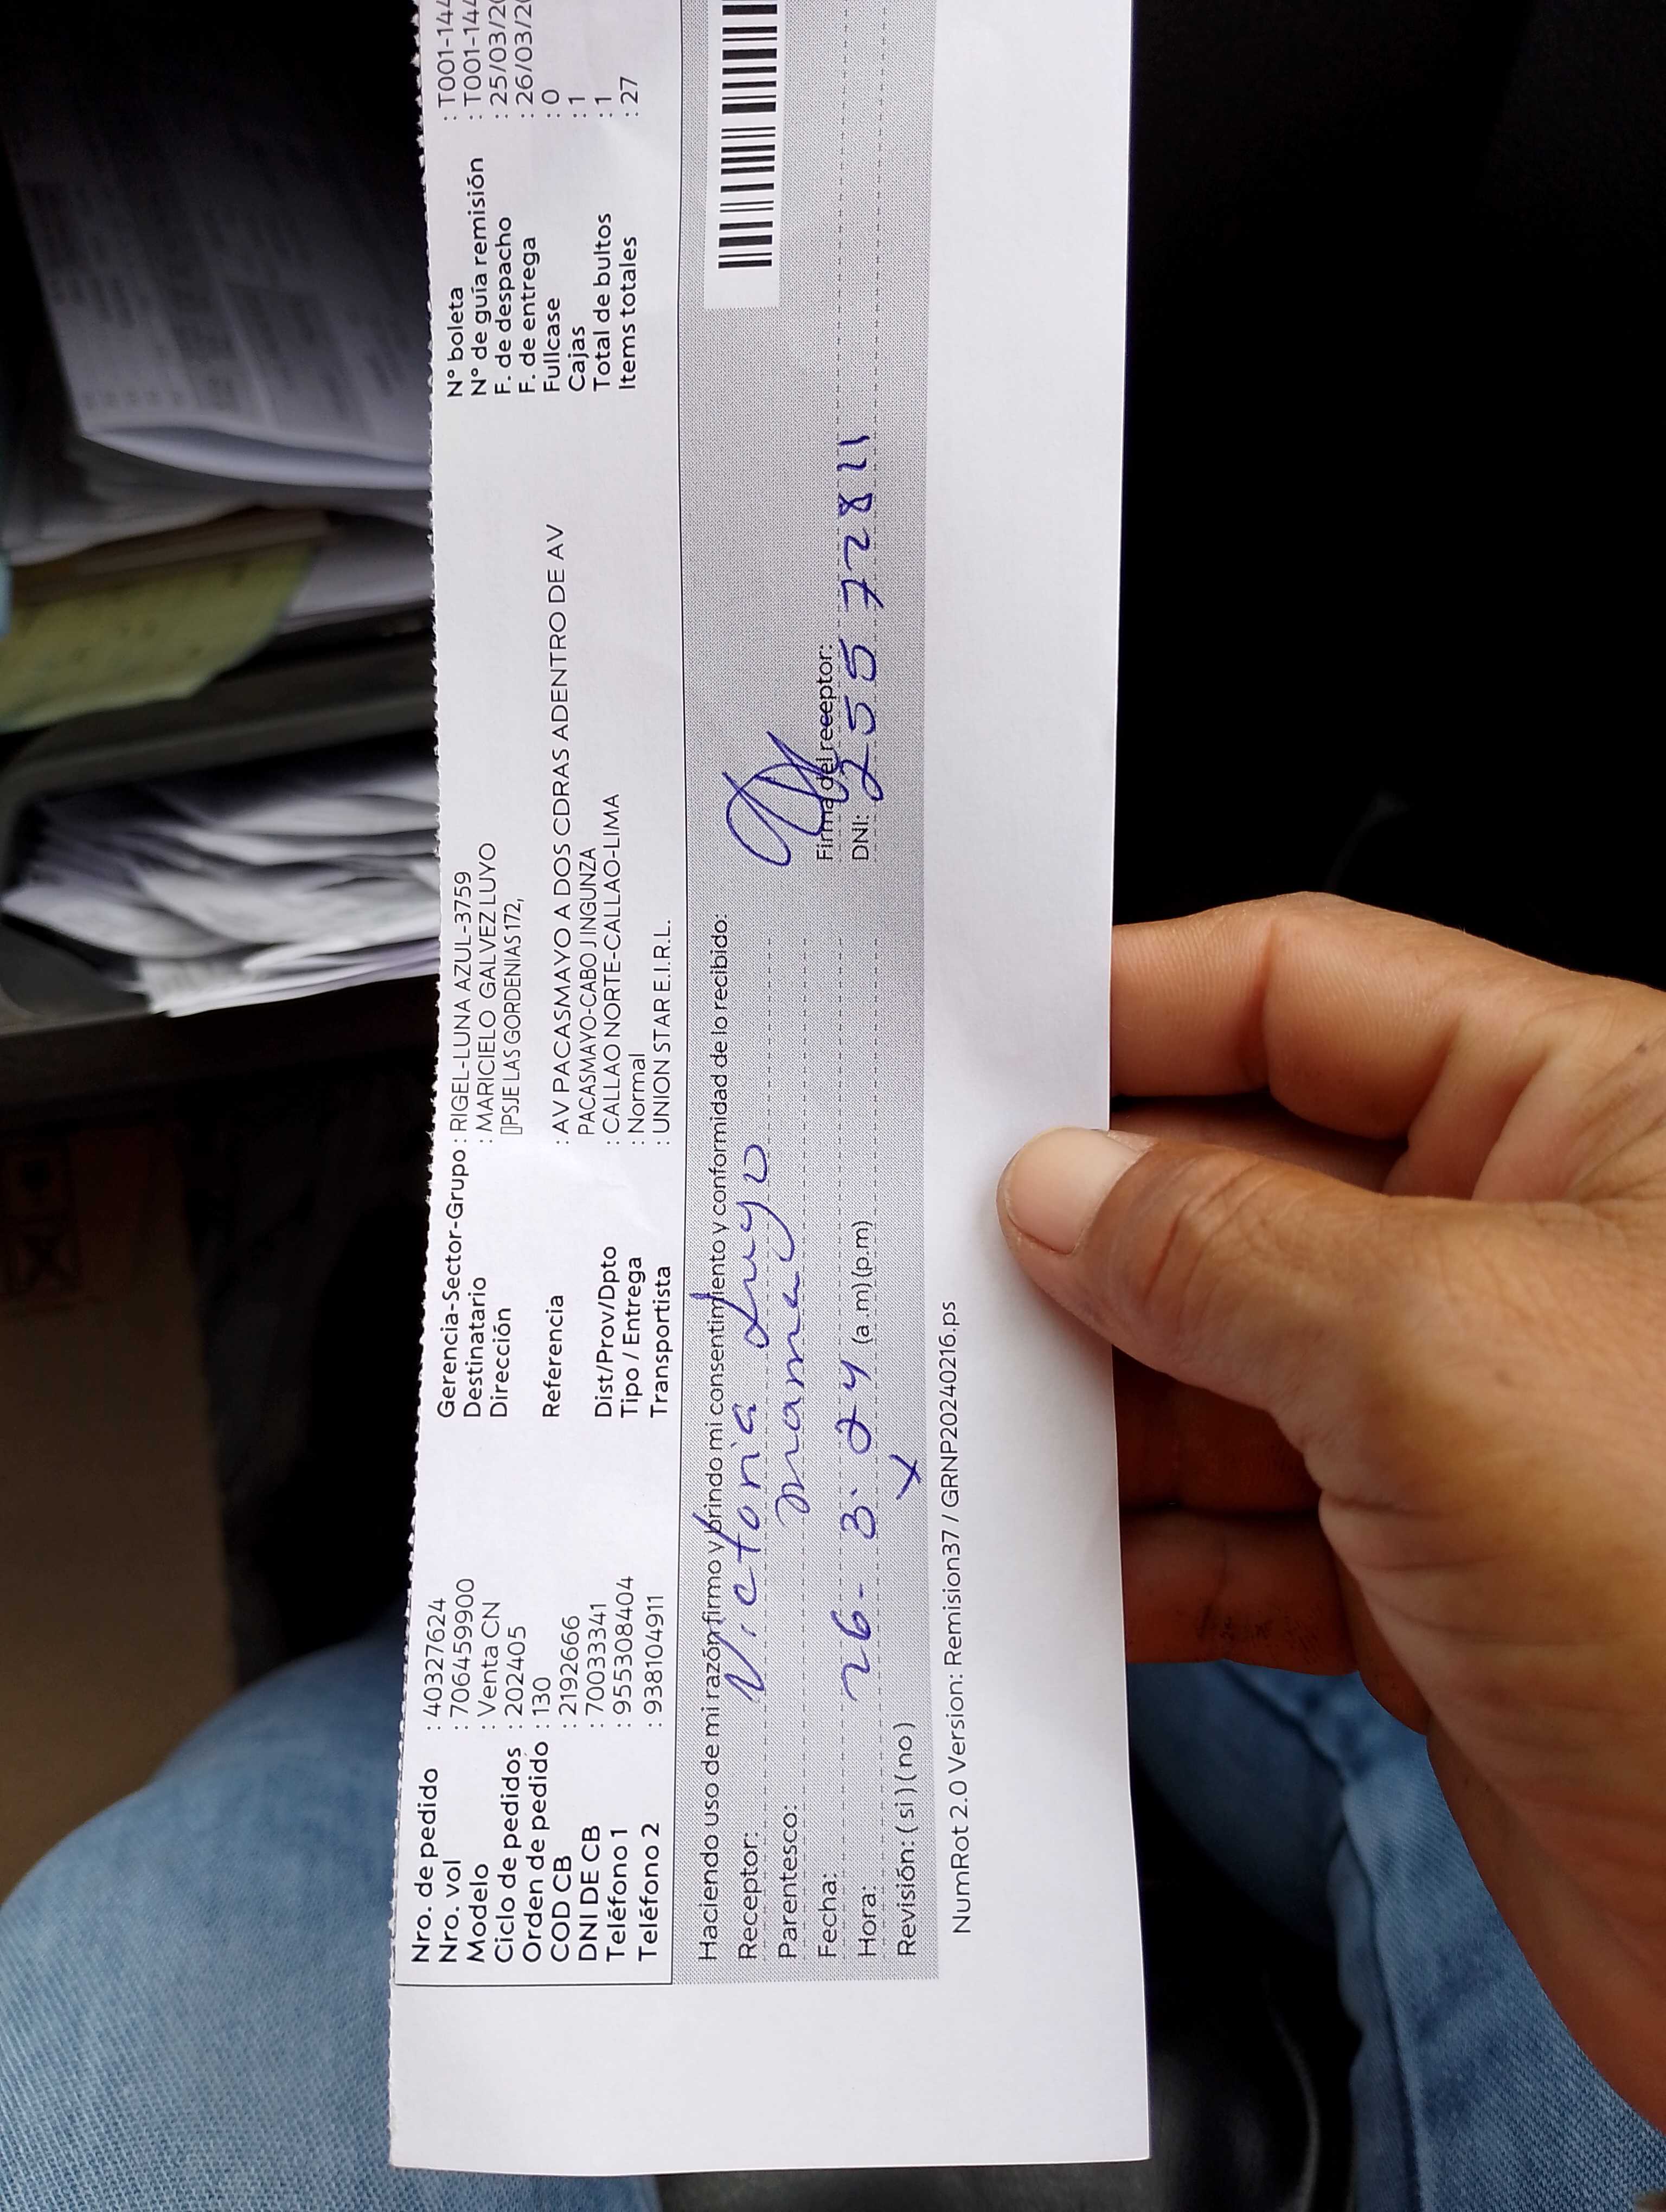 Nro. de pedido : 40327624
Nro. vol : 706459900
Modelo : Venta CN
Ciclo de pedidos : 202405
Orden de pedido : 130
COD CB : 2192666
DNI DE CB : 70033341
Teléfono 1 : 955308404
Teléfono 2 : 938104911
Gerencia-Sector-Grupo : RIGEL-LUNA AZUL-3759
Destinatario : MARICIELO GALVEZ LUYO
Dirección PSJE LAS GORDENIAS 172,
Referencia : AV PACASMAYO A DOS CDRAS ADENTRO DE AV
PACASMAYO-CABO JINGUNZA
Dist/Prov/Dpto : CALLAO NORTE-CALLAO-LIMA
Tipo / Entrega : Normal
Transportista : UNION STAR E.I.R.L.
N° boleta : T001-144
N° de guía remisión : T001-144
F. de despacho : 25/03/20
F. de entrega : 26/03/20
Fullcase : 0
Cajas : 1
Total de bultos : 1
Items totales : 27
Haciendo uso de mi razón firmo y brindo mi consentimiento y conformidad de lo recibido:
Receptor: Victoria Luyo
Parentesco: mama
Fecha: 26-3-24
Hora: (a.m) (p.m)
Revisión: ( si ) ( no ) x
Firma del receptor:
DNI: 25572811
NumRot 2.0 Version: Remision37 / GRNP20240216.ps